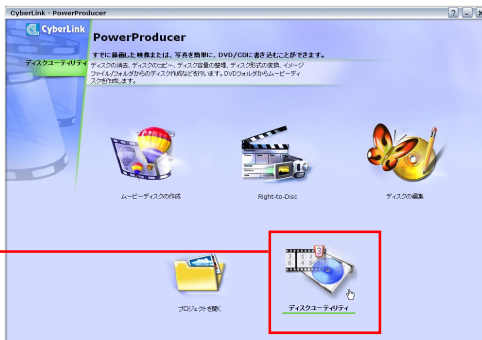 CyberLink - PowerProducer
CyberLink
PowerProducer
すでに録画した映像または、写真を簡単に、DVD/CDに書き込むことができます。
ディスクユーティリティ
ディスクの消去、ディスクのコピー、ディスク容量の整理、ディスク形式の変換、イメージ
ファイル/フォルダからのディスク作成などを行います。DVDフォルダからムービーディ
スクを作成します。
ムービーディスクの作成
Right-to-Disc
ディスクの編集
プロジェクトを開く
ディスクユーティリティ